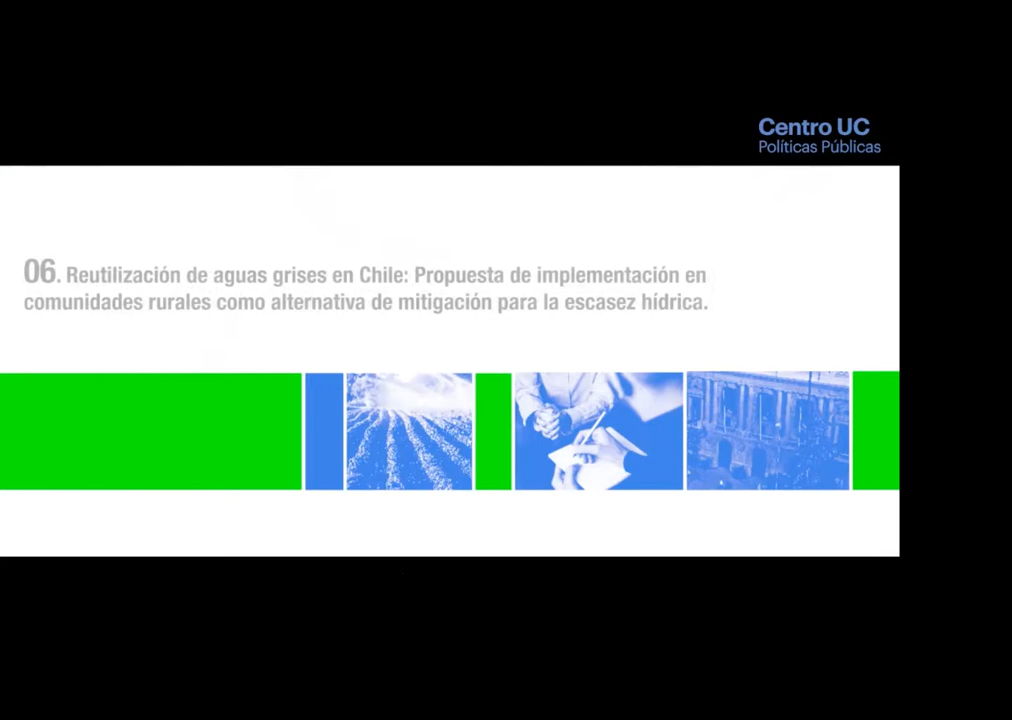 Centro UC
Políticas Públicas
06. Reutilización de aguas grises en Chile: Propuesta de implementación en
comunidades rurales como alternativa de mitigación para la escasez hídrica.